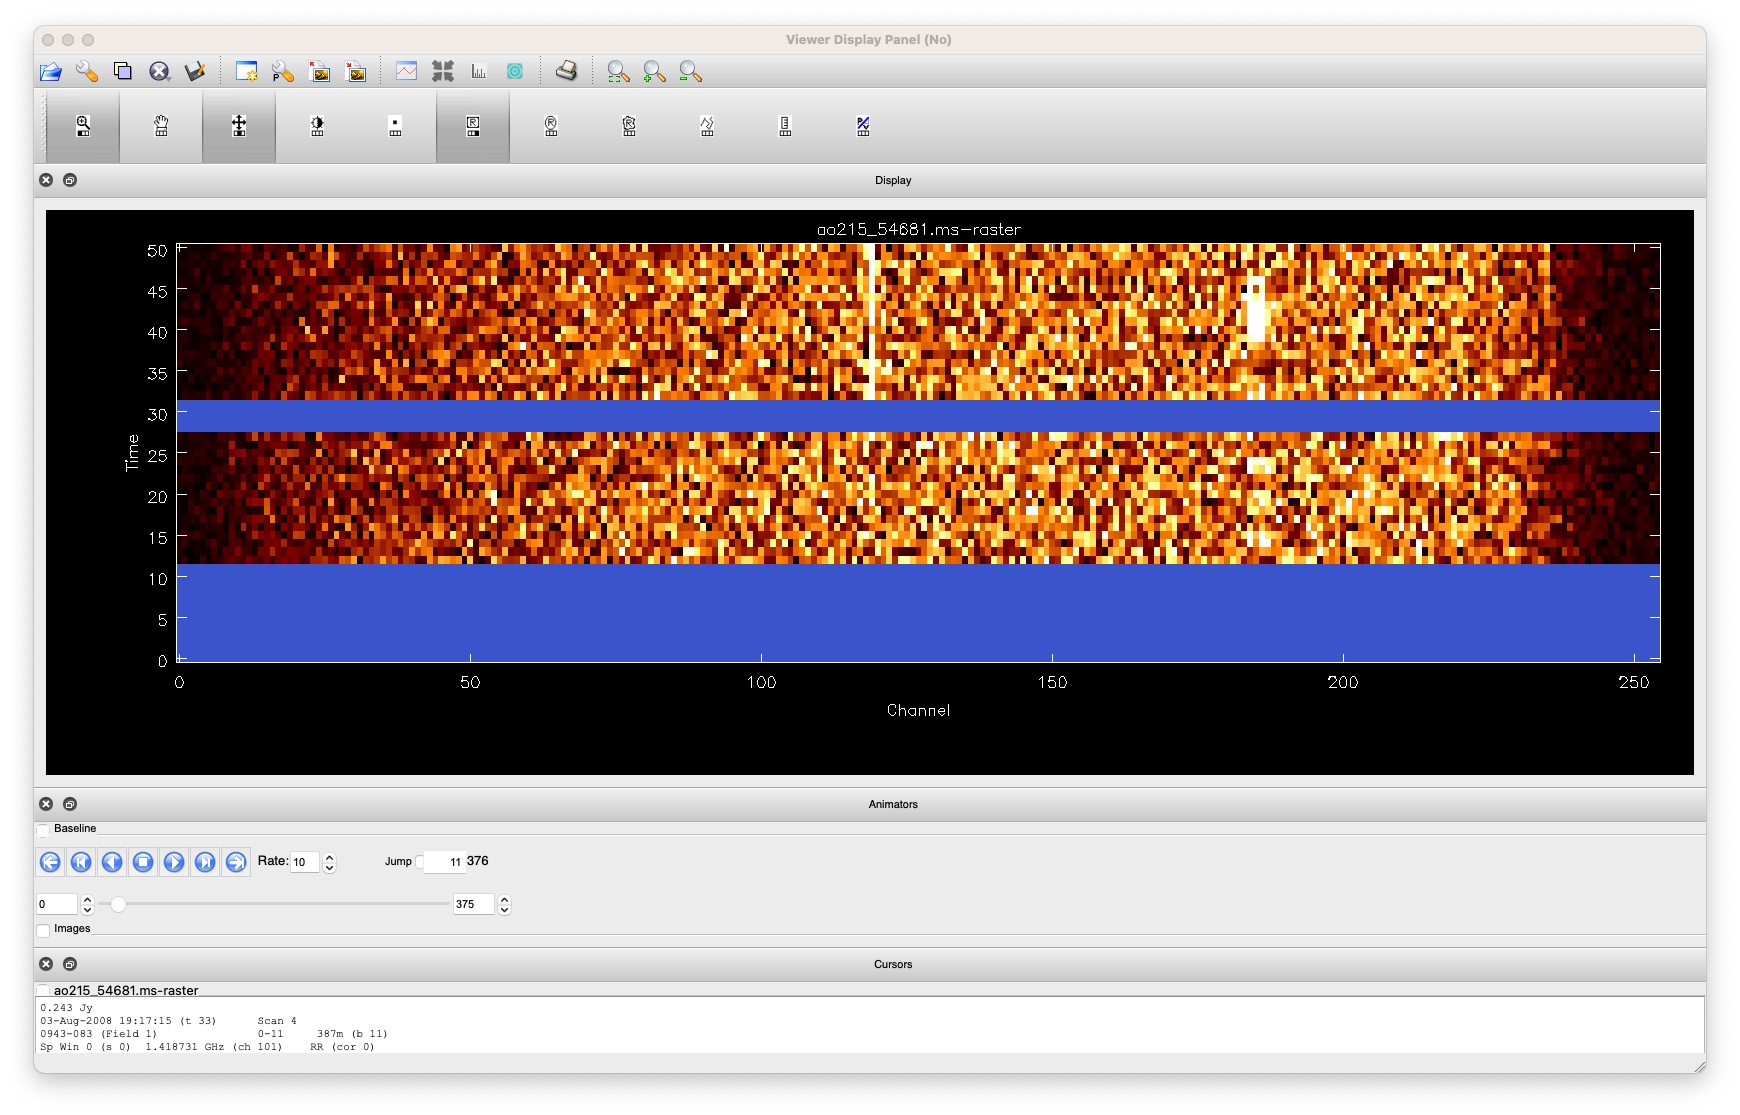 Viewer Display Panel (No)
Display
ao215_54681.ms-raster
50
45
40
35
30
25
20
15
10
5
0
Time
0 50 100 150 200 250
Channel
Animators
Baseline
Rate: 10 Jump 11 376
0 375
Images
Cursors
ao215_54681.ms-raster
0.243 Jy
03-Aug-2008 19:17:15 (t 33) Scan 4
0943-083 (Field 1) 0-11 387m (b 11)
Sp Win 0 (s 0) 1.418731 GHz (ch 101) RR (cor 0)